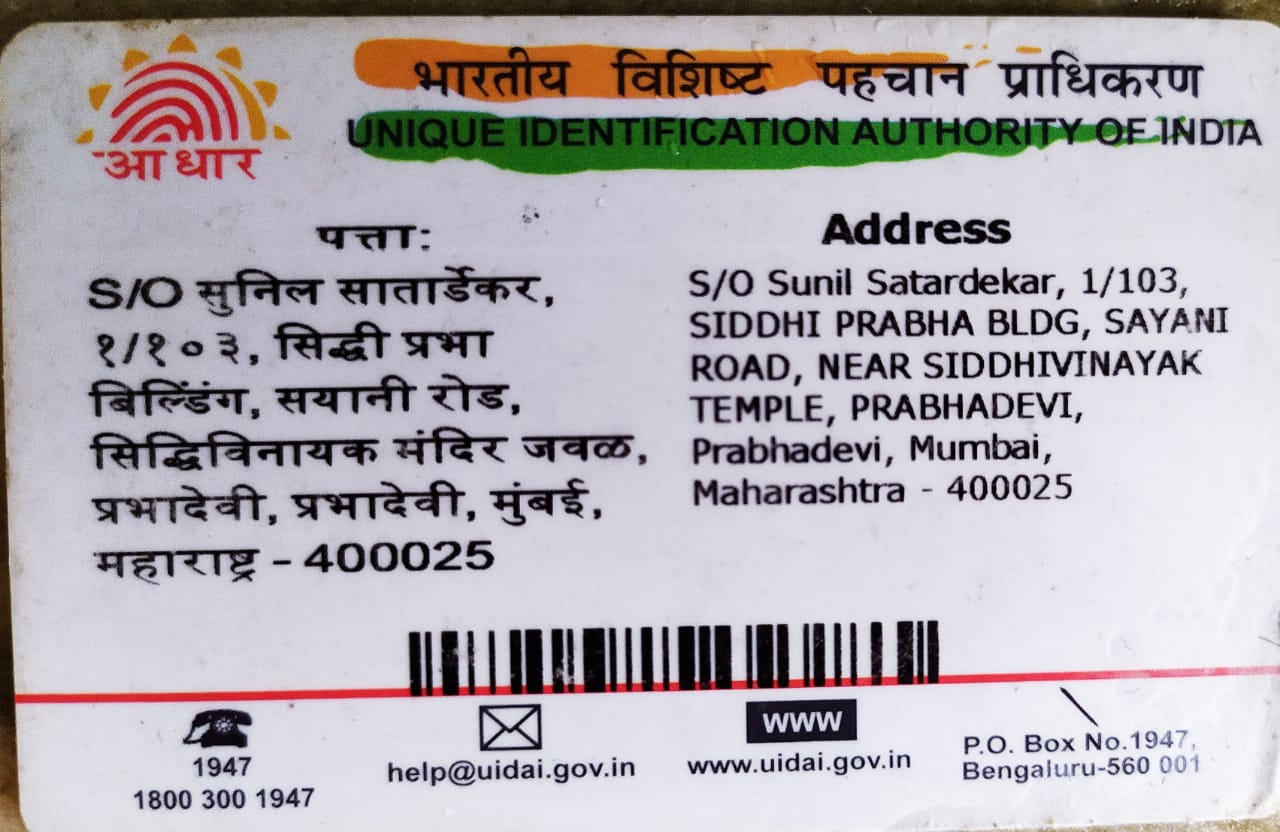 भारतीय विशिष्ट पहचान प्राधिकरण
UNIQUE IDENTIFICATION AUTHORITY OF INDIA
आधार
पत्ता:
S/O सुनिल सातार्डेकर,
१/१०३, सिद्धी प्रभा
बिल्डिंग, सयानी रोड,
सिद्धिविनायक मंदिर जवळ,
प्रभादेवी, प्रभादेवी, मुंबई,
महाराष्ट्र - 400025
Address
S/O Sunil Satardekar, 1/103,
SIDDHI PRABHA BLDG, SAYANI
ROAD, NEAR SIDDHIVINAYAK
TEMPLE, PRABHADEVI,
Prabhadevi, Mumbai,
Maharashtra - 400025
1947
1800 300 1947
help@uidai.gov.in
www
www.uidai.gov.in
P.O. Box No.1947,
Bengaluru-560 001